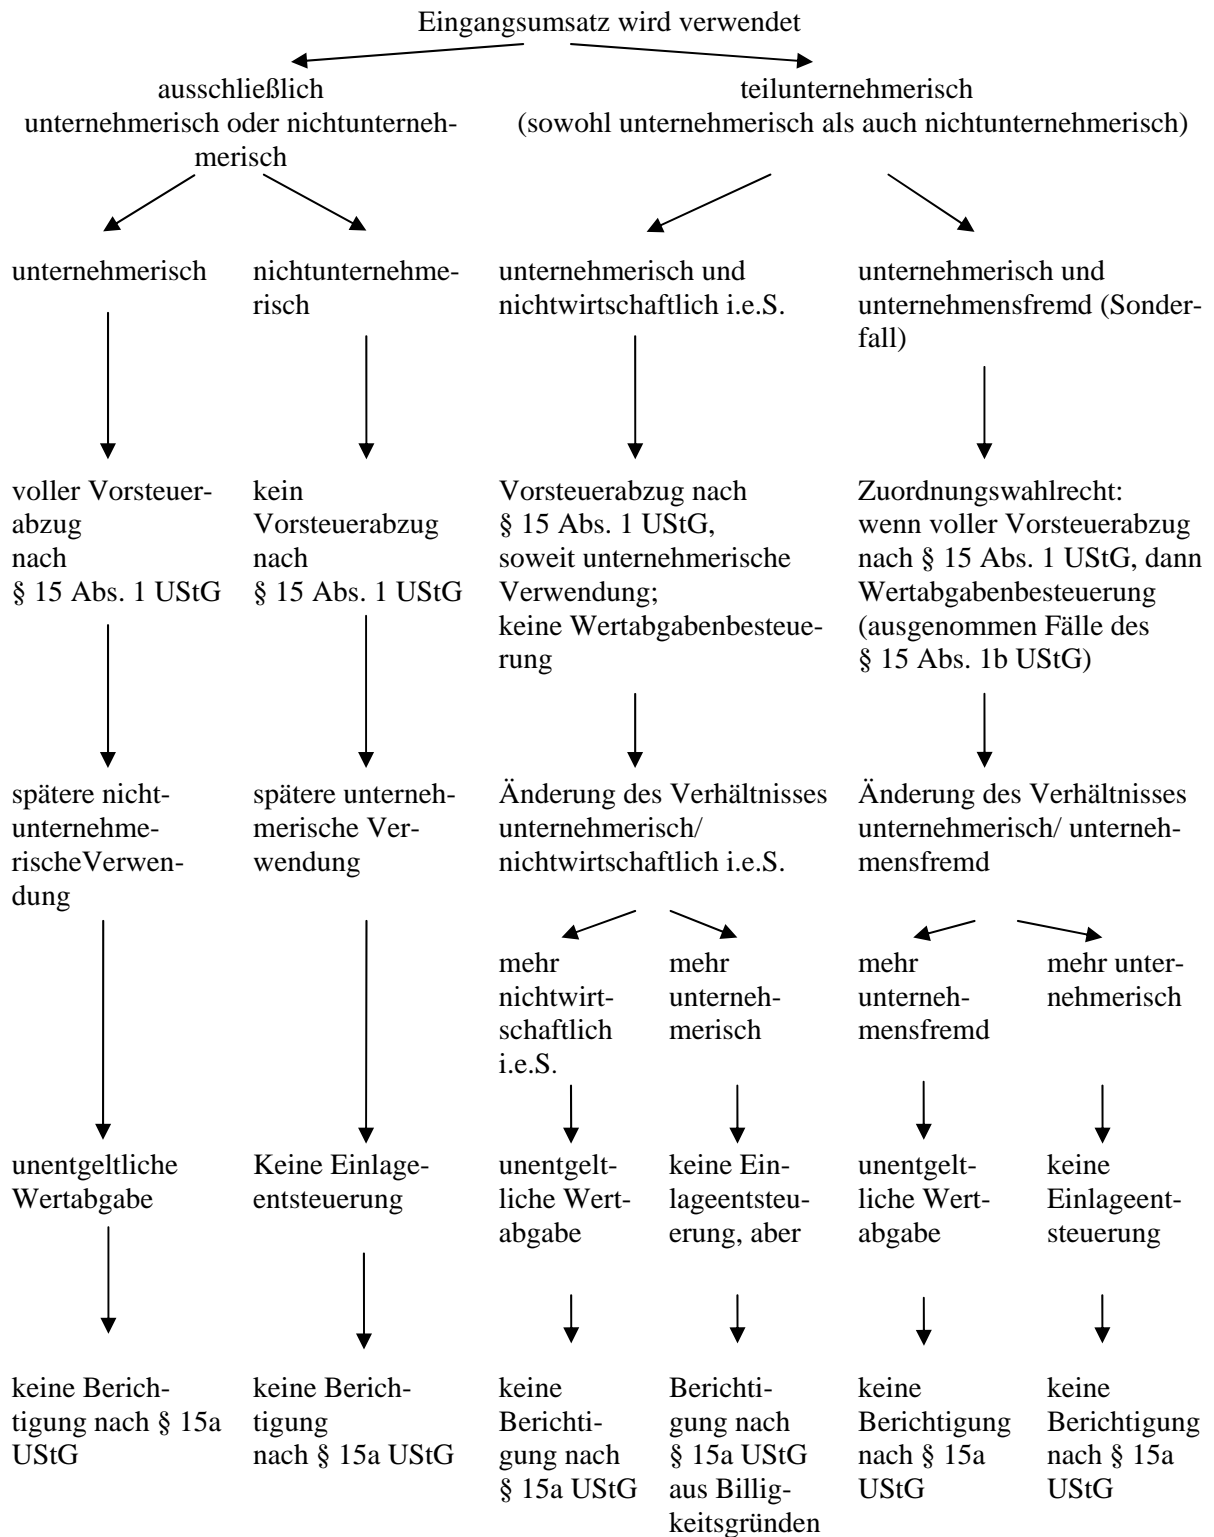 Eingangsumsatz wird verwendet
ausschließlich
unternehmerisch oder nichtunterneh-
merisch
teilunternehmerisch
(sowohl unternehmerisch als auch nichtunternehmerisch)
unternehmerisch
nichtunternehme-
risch
unternehmerisch und
nichtwirtschaftlich i.e.S.
unternehmerisch und
unternehmensfremd (Sonder-
fall)
voller Vorsteuer-
abzug
nach
§ 15 Abs. 1 UStG
kein
Vorsteuerabzug
nach
§ 15 Abs. 1 UStG
Vorsteuerabzug nach
§ 15 Abs. 1 UStG,
soweit unternehmerische
Verwendung;
keine Wertabgabenbesteue-
rung
Zuordnungswahlrecht:
wenn voller Vorsteuerabzug
nach § 15 Abs. 1 UStG, dann
Wertabgabenbesteuerung
(ausgenommen Fälle des
§ 15 Abs. 1b UStG)
spätere nicht-
unternehme-
rischeVerwen-
dung
spätere unterneh-
merische Ver-
wendung
Änderung des Verhältnisses
unternehmerisch/
nichtwirtschaftlich i.e.S.
Änderung des Verhältnisses
unternehmerisch/ unterneh-
mensfremd
mehr
nichtwirt-
schaftlich
i.e.S.
mehr
unterneh-
merisch
mehr
unterneh-
mensfremd
mehr unter-
nehmerisch
unentgeltliche
Wertabgabe
Keine Einlage-
entsteuerung
unentgelt-
liche Wert-
abgabe
keine Ein-
lageentsteu-
erung, aber
unentgelt-
liche Wert-
abgabe
keine
Einlageent-
steuerung
keine Berich-
tigung nach § 15a
UStG
keine Berich-
tigung
nach § 15a UStG
keine
Berichti-
gung nach
§ 15a UStG
Berichti-
gung nach
§ 15a UStG
aus Billig-
keitsgründen
keine
Berichtigung
nach § 15a
UStG
keine
Berichtigung
nach § 15a
UStG